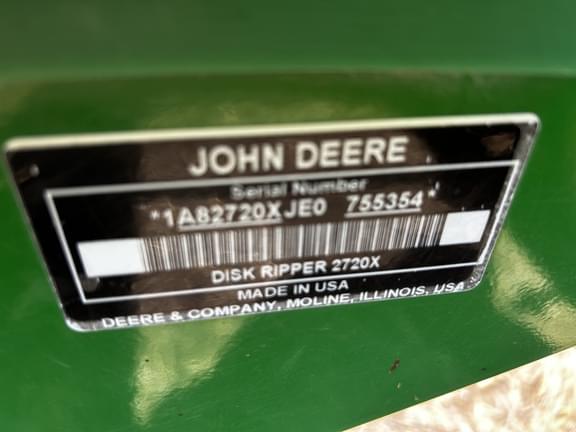 JOHN DEERE
Serial Number
*1A82720XJE0 755354*
DISK RIPPER 2720X
MADE IN USA
DEERE & COMPANY, MOLINE, ILLINOIS, USA